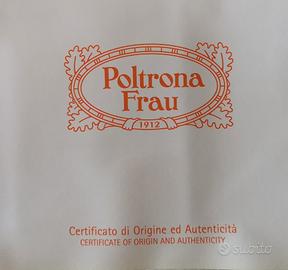 Poltrona
Frau
1912
Certificato di Origine ed Autenticità
CERTIFICATE OF ORIGIN AND AUTHENTICITY
subito